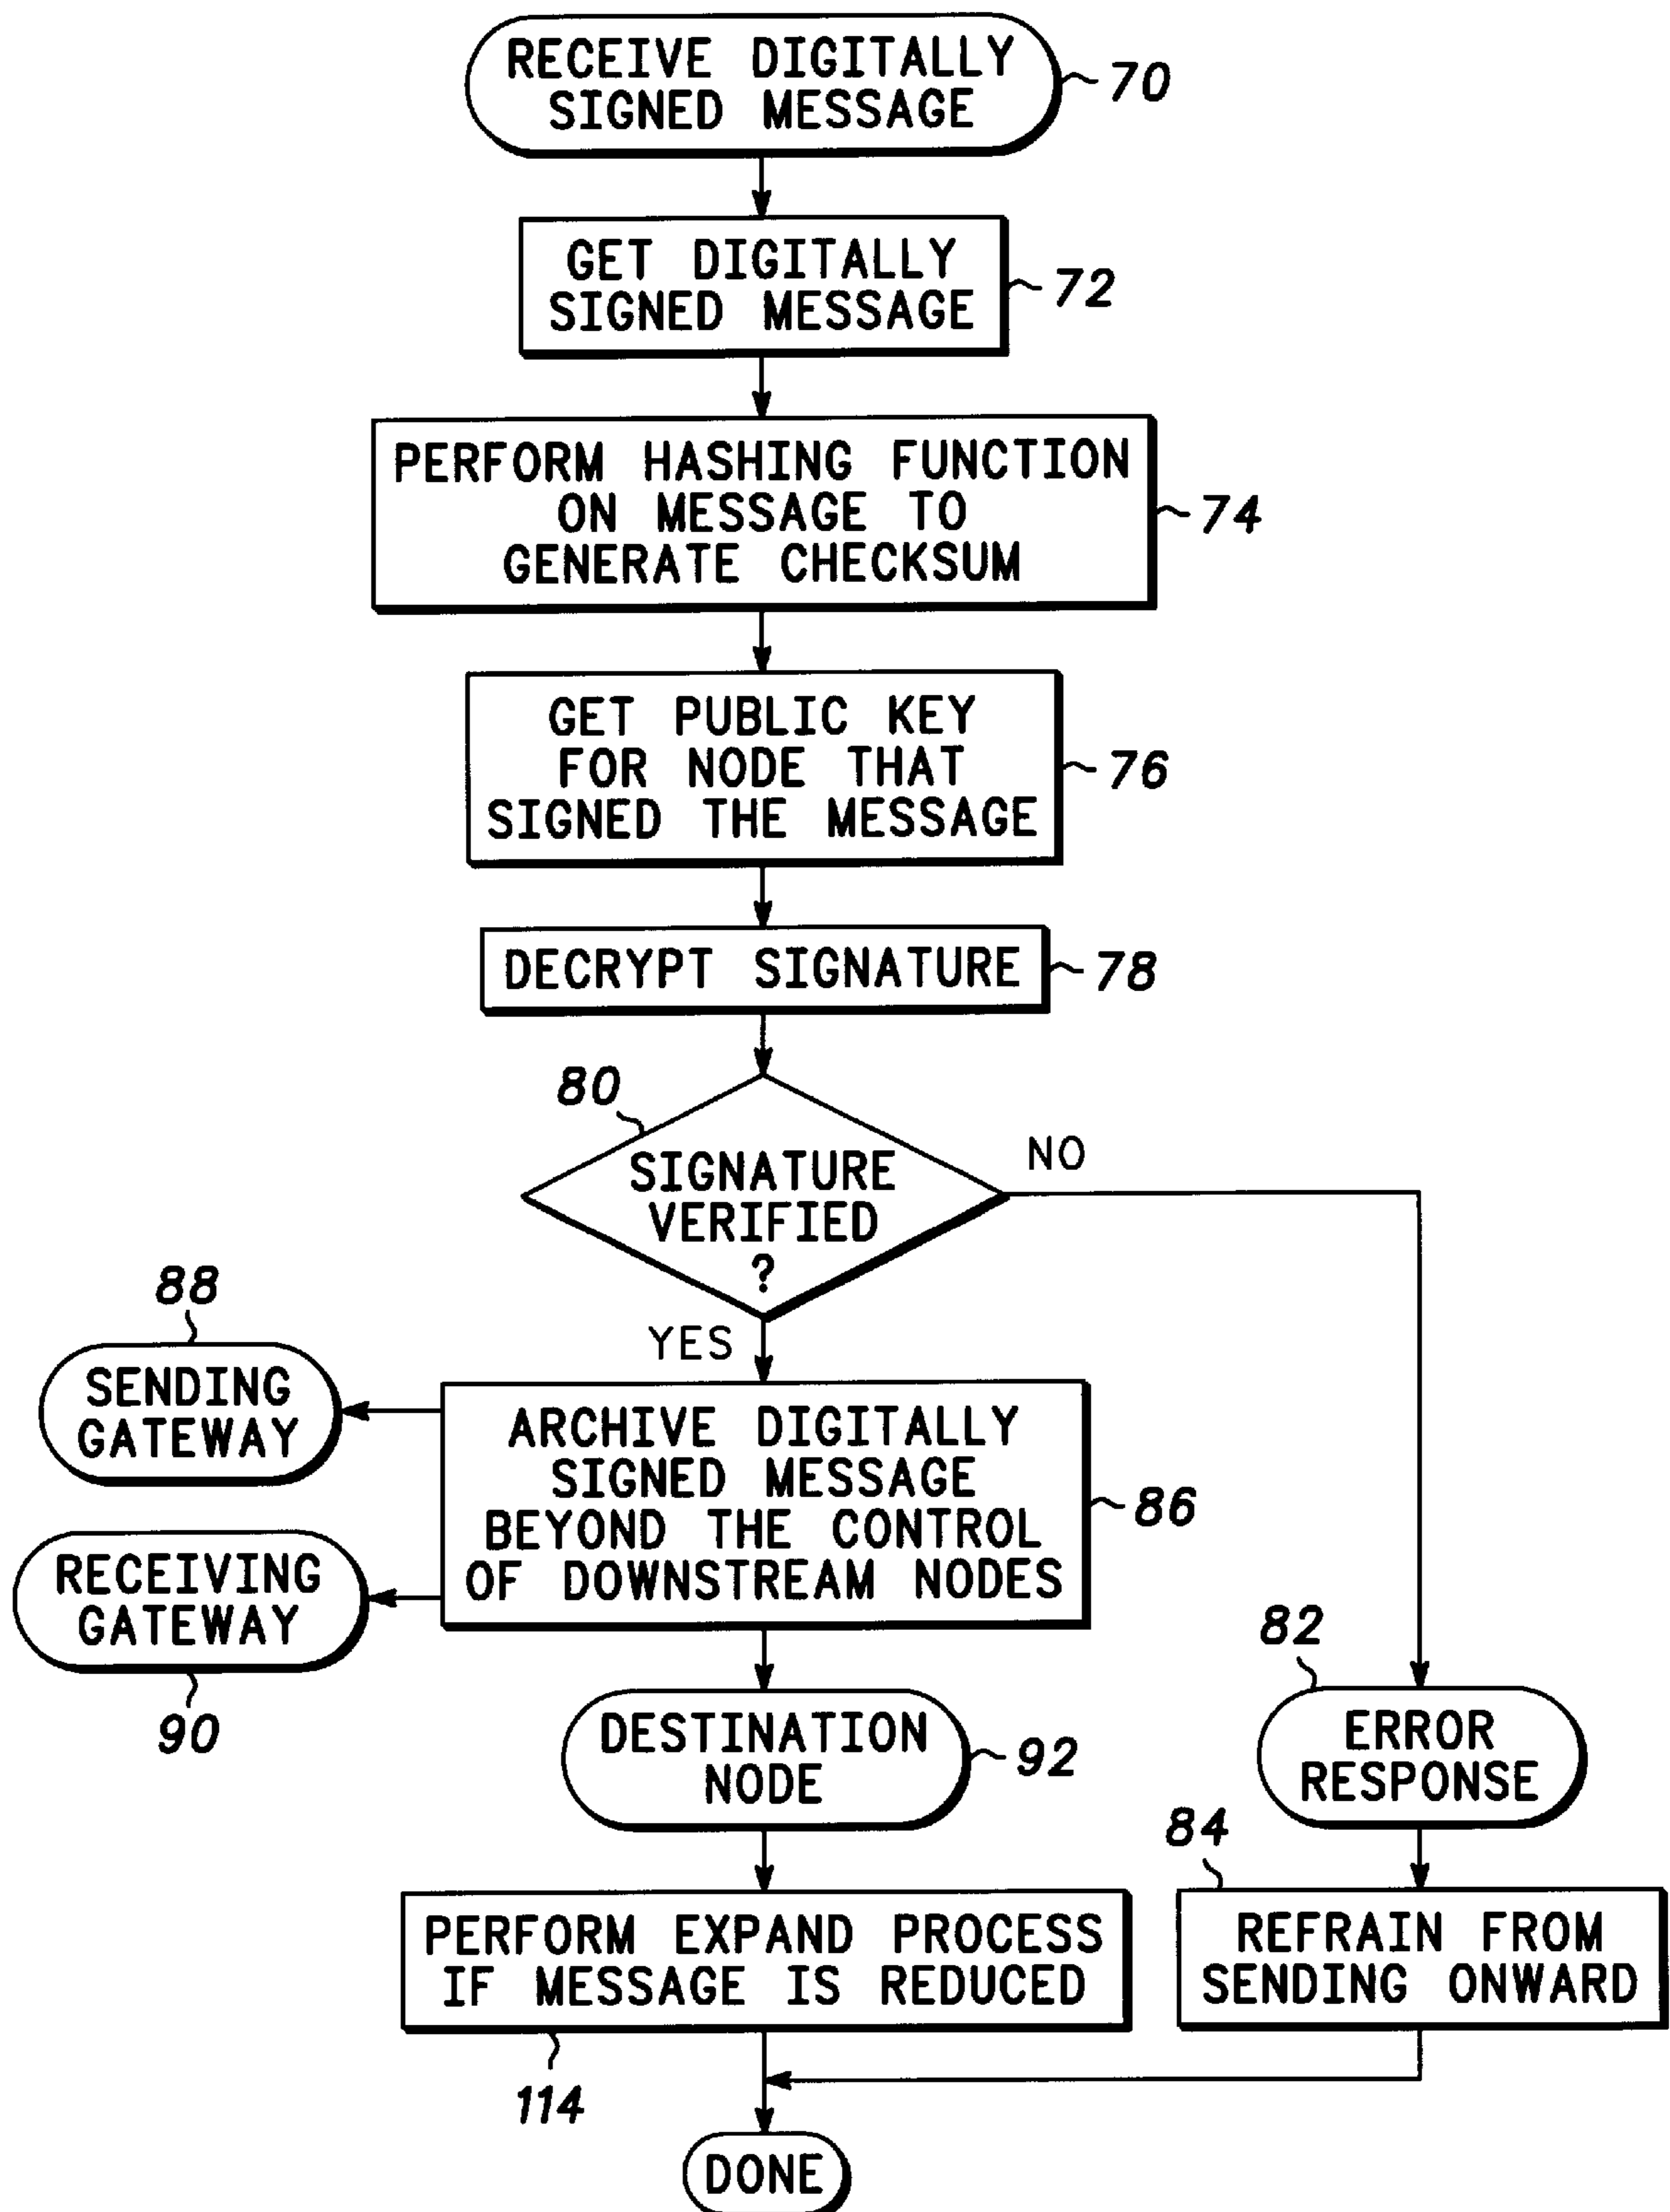 RECEIVE DIGITALLY
SIGNED MESSAGE
70
GET DIGITALLY
SIGNED MESSAGE
72
PERFORM HASHING FUNCTION
ON MESSAGE TO
GENERATE CHECKSUM
74
GET PUBLIC KEY
FOR NODE THAT
SIGNED THE MESSAGE
76
DECRYPT SIGNATURE
78
80
SIGNATURE
VERIFIED
?
NO
YES
88
SENDING
GATEWAY
ARCHIVE DIGITALLY
SIGNED MESSAGE
BEYOND THE CONTROL
OF DOWNSTREAM NODES
86
RECEIVING
GATEWAY
90
DESTINATION
NODE
92
82
ERROR
RESPONSE
84
REFRAIN FROM
SENDING ONWARD
PERFORM EXPAND PROCESS
IF MESSAGE IS REDUCED
114
DONE